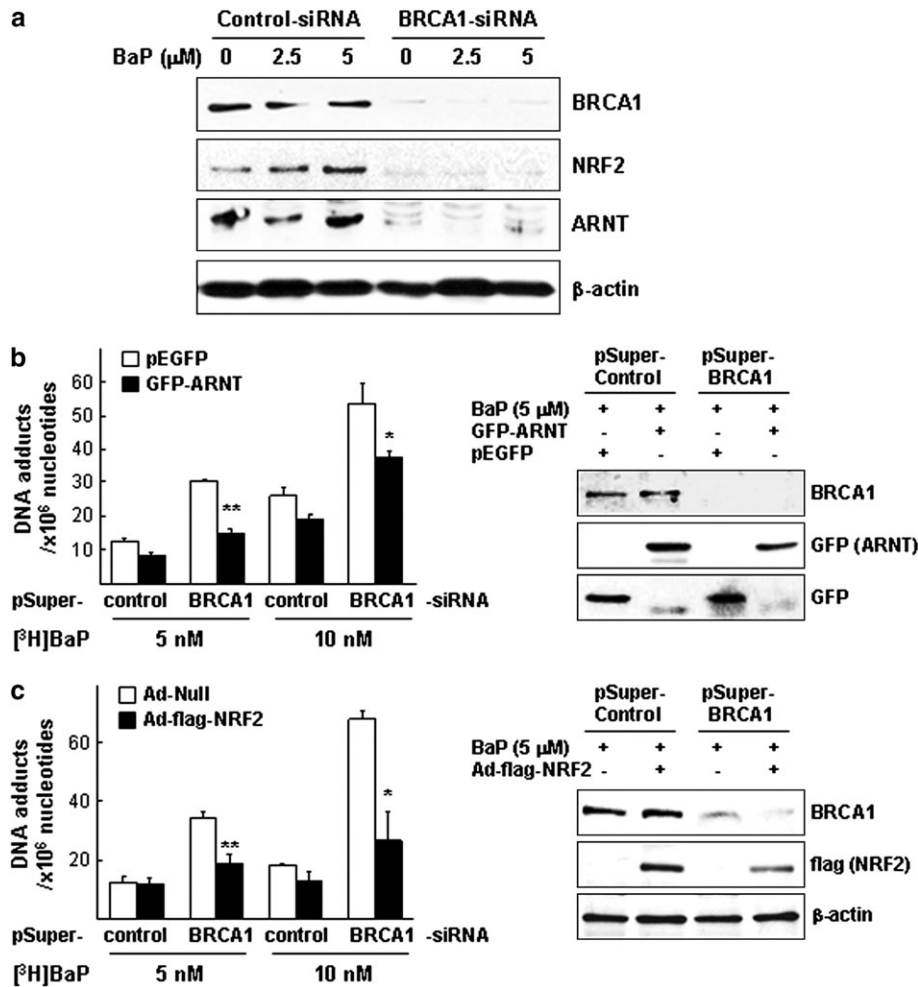 a
Control-siRNA BRCA1-siRNA
BaP (μM) 0 2.5 5 0 2.5 5
BRCA1
NRF2
ARNT
β-actin
b
pEGFP
GFP-ARNT
DNA adducts
/x10⁶ nucleotides
60
50
40
30
20
10
*
**
pSuper- control BRCA1 control BRCA1 -siRNA
[³H]BaP 5 nM 10 nM
pSuper-
Control
pSuper-
BRCA1
BaP (5 μM) + + + +
GFP-ARNT - + - +
pEGFP + - + -
BRCA1
GFP (ARNT)
GFP
c
Ad-Null
Ad-flag-NRF2
DNA adducts
/x10⁶ nucleotides
60
40
20
*
**
pSuper- control BRCA1 control BRCA1 -siRNA
[³H]BaP 5 nM 10 nM
pSuper-
Control
pSuper-
BRCA1
BaP (5 μM) + + + +
Ad-flag-NRF2 - + - +
BRCA1
flag (NRF2)
β-actin